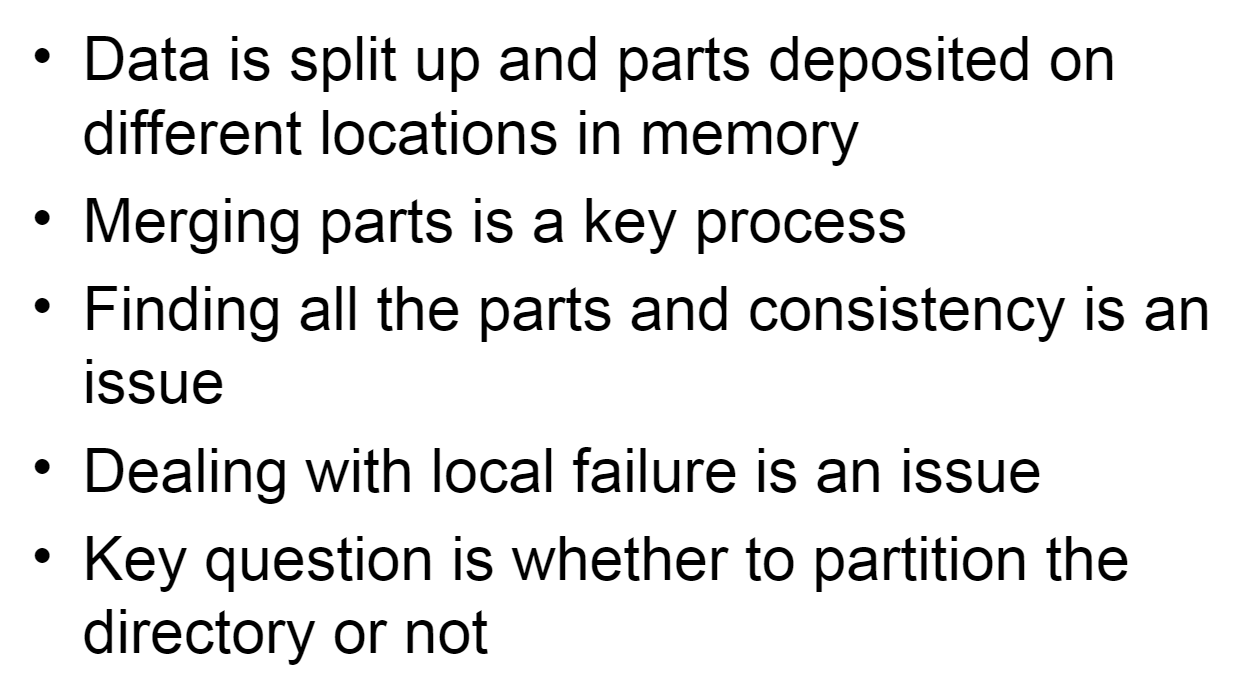 • Data is split up and parts deposited on
different locations in memory
• Merging parts is a key process
• Finding all the parts and consistency is an
issue
• Dealing with local failure is an issue
• Key question is whether to partition the
directory or not